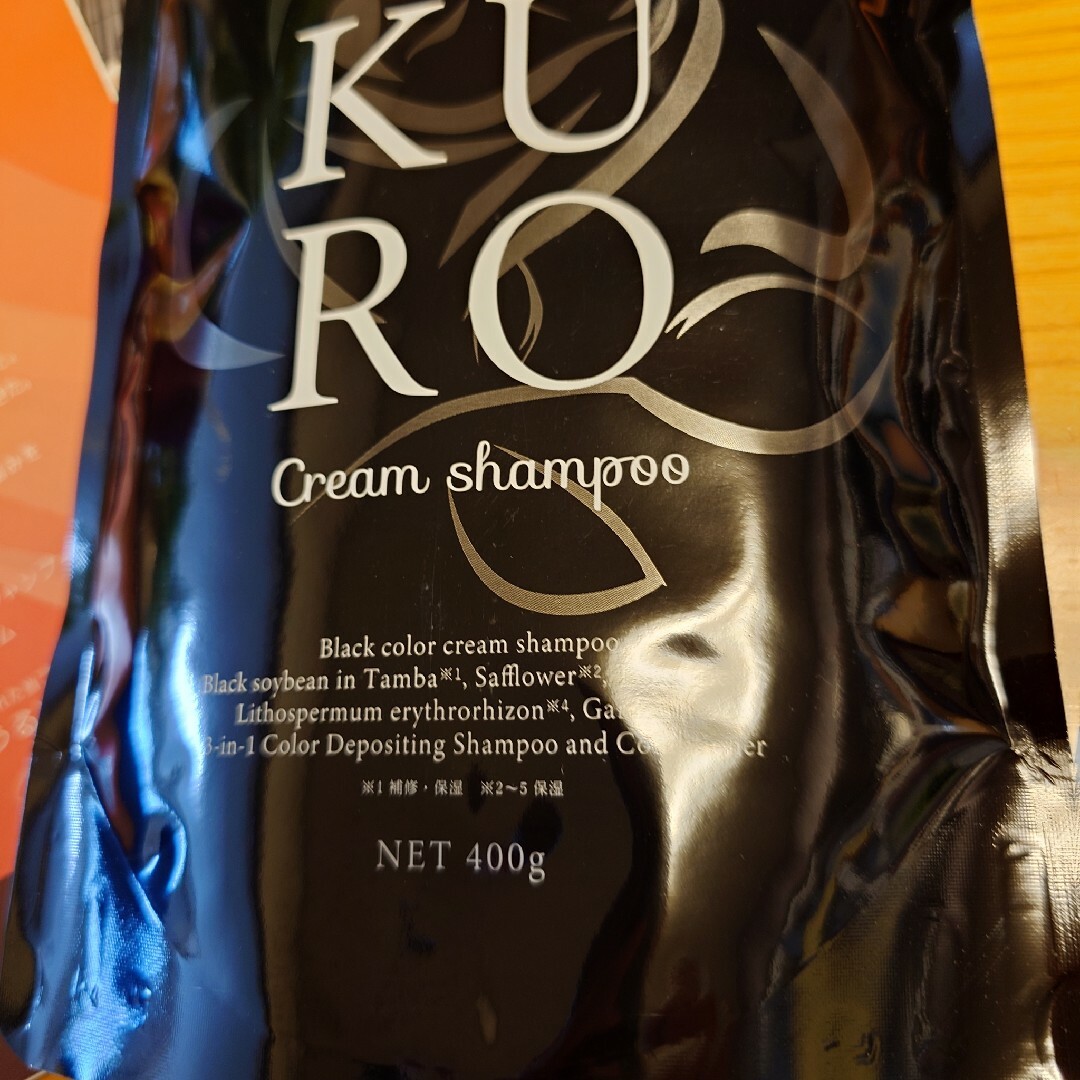 KU
RO
Cream shampoo
Black color cream shampoo
Black soybean in Tamba※1, Safflower※2,
Lithospermum erythrorhizon※4,
3-in-1 Color Depositing Shampoo and
※1 補修・保湿 ※2～5 保湿
NET 400g